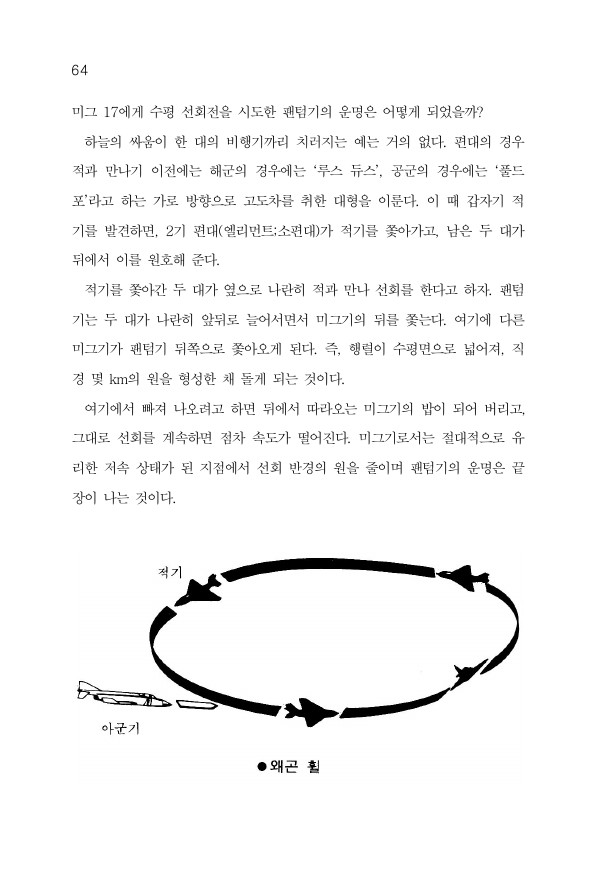 64
미그 17에게 수평 선회전을 시도한 팬텀기의 운명은 어떻게 되었을까?
하늘의 싸움이 한 대의 비행기까리 치러지는 예는 거의 없다. 편대의 경우
적과 만나기 이전에는 해군의 경우에는 ‘루스 듀스’, 공군의 경우에는 ‘풀드
포’라고 하는 가로 방향으로 고도차를 취한 대형을 이룬다. 이 때 갑자기 적
기를 발견하면, 2기 편대(엘리먼트;소편대)가 적기를 쫓아가고, 남은 두 대가
뒤에서 이를 원호해 준다.
적기를 쫓아간 두 대가 옆으로 나란히 적과 만나 선회를 한다고 하자. 팬텀
기는 두 대가 나란히 앞뒤로 늘어서면서 미그기의 뒤를 쫓는다. 여기에 다른
미그기가 팬텀기 뒤쪽으로 쫓아오게 된다. 즉, 행렬이 수평면으로 넓어져, 직
경 몇 km의 원을 형성한 채 돌게 되는 것이다.
여기에서 빠져 나오려고 하면 뒤에서 따라오는 미그기의 밥이 되어 버리고,
그대로 선회를 계속하면 점차 속도가 떨어진다. 미그기로서는 절대적으로 유
리한 저속 상태가 된 지점에서 선회 반경의 원을 줄이며 팬텀기의 운명은 끝
장이 나는 것이다.
적기
아군기
●왜곤 휠